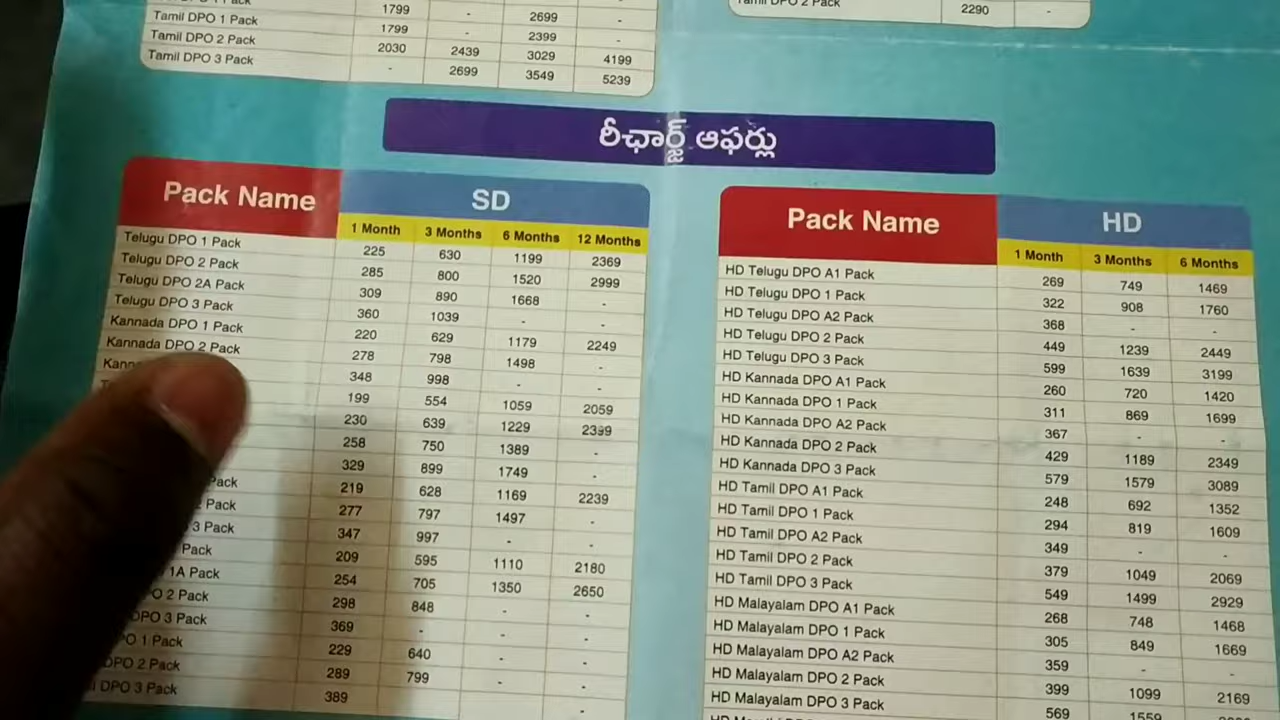 Pack 1799 - 2699 -
Tamil DPO 1 Pack 1799 - 2399 -
Tamil DPO 2 Pack 2030 2439 3029 4199
Tamil DPO 3 Pack - 2699 3549 5239
Tamil DPO 2 Pack 2290 -
రీఛార్జ్ ఆఫర్లు
Pack Name SD
1 Month 3 Months 6 Months 12 Months
Telugu DPO 1 Pack 225 630 1199 2369
Telugu DPO 2 Pack 285 800 1520 2999
Telugu DPO 2A Pack 309 890 1668 -
Telugu DPO 3 Pack 360 1039 - -
Kannada DPO 1 Pack 220 629 1179 2249
Kannada DPO 2 Pack 278 798 1498 -
348 998 - -
199 554 1059 2059
230 639 1229 2399
258 750 1389 -
329 899 1749 -
219 628 1169 2239
Pack 277 797 1497 -
3 Pack 347 997 - -
Pack 209 595 1110 2180
1A Pack 254 705 1350 2650
2 Pack 298 848 - -
DPO 3 Pack 369 - - -
1 Pack 229 640 - -
DPO 2 Pack 289 799 - -
DPO 3 Pack 389 -
Pack Name HD
1 Month 3 Months 6 Months
HD Telugu DPO A1 Pack 269 749 1469
HD Telugu DPO 1 Pack 322 908 1760
HD Telugu DPO A2 Pack 368 - -
HD Telugu DPO 2 Pack 449 1239 2449
HD Telugu DPO 3 Pack 599 1639 3199
HD Kannada DPO A1 Pack 260 720 1420
HD Kannada DPO 1 Pack 311 869 1699
HD Kannada DPO A2 Pack 367 - -
HD Kannada DPO 2 Pack 429 1189 2349
HD Kannada DPO 3 Pack 579 1579 3089
HD Tamil DPO A1 Pack 248 692 1352
HD Tamil DPO 1 Pack 294 819 1609
HD Tamil DPO A2 Pack 349 - -
HD Tamil DPO 2 Pack 379 1049 2069
HD Tamil DPO 3 Pack 549 1499 2929
HD Malayalam DPO A1 Pack 268 748 1468
HD Malayalam DPO 1 Pack 305 849 1669
HD Malayalam DPO A2 Pack 359 - -
HD Malayalam DPO 2 Pack 399 1099 2169
HD Malayalam DPO 3 Pack 569 1559